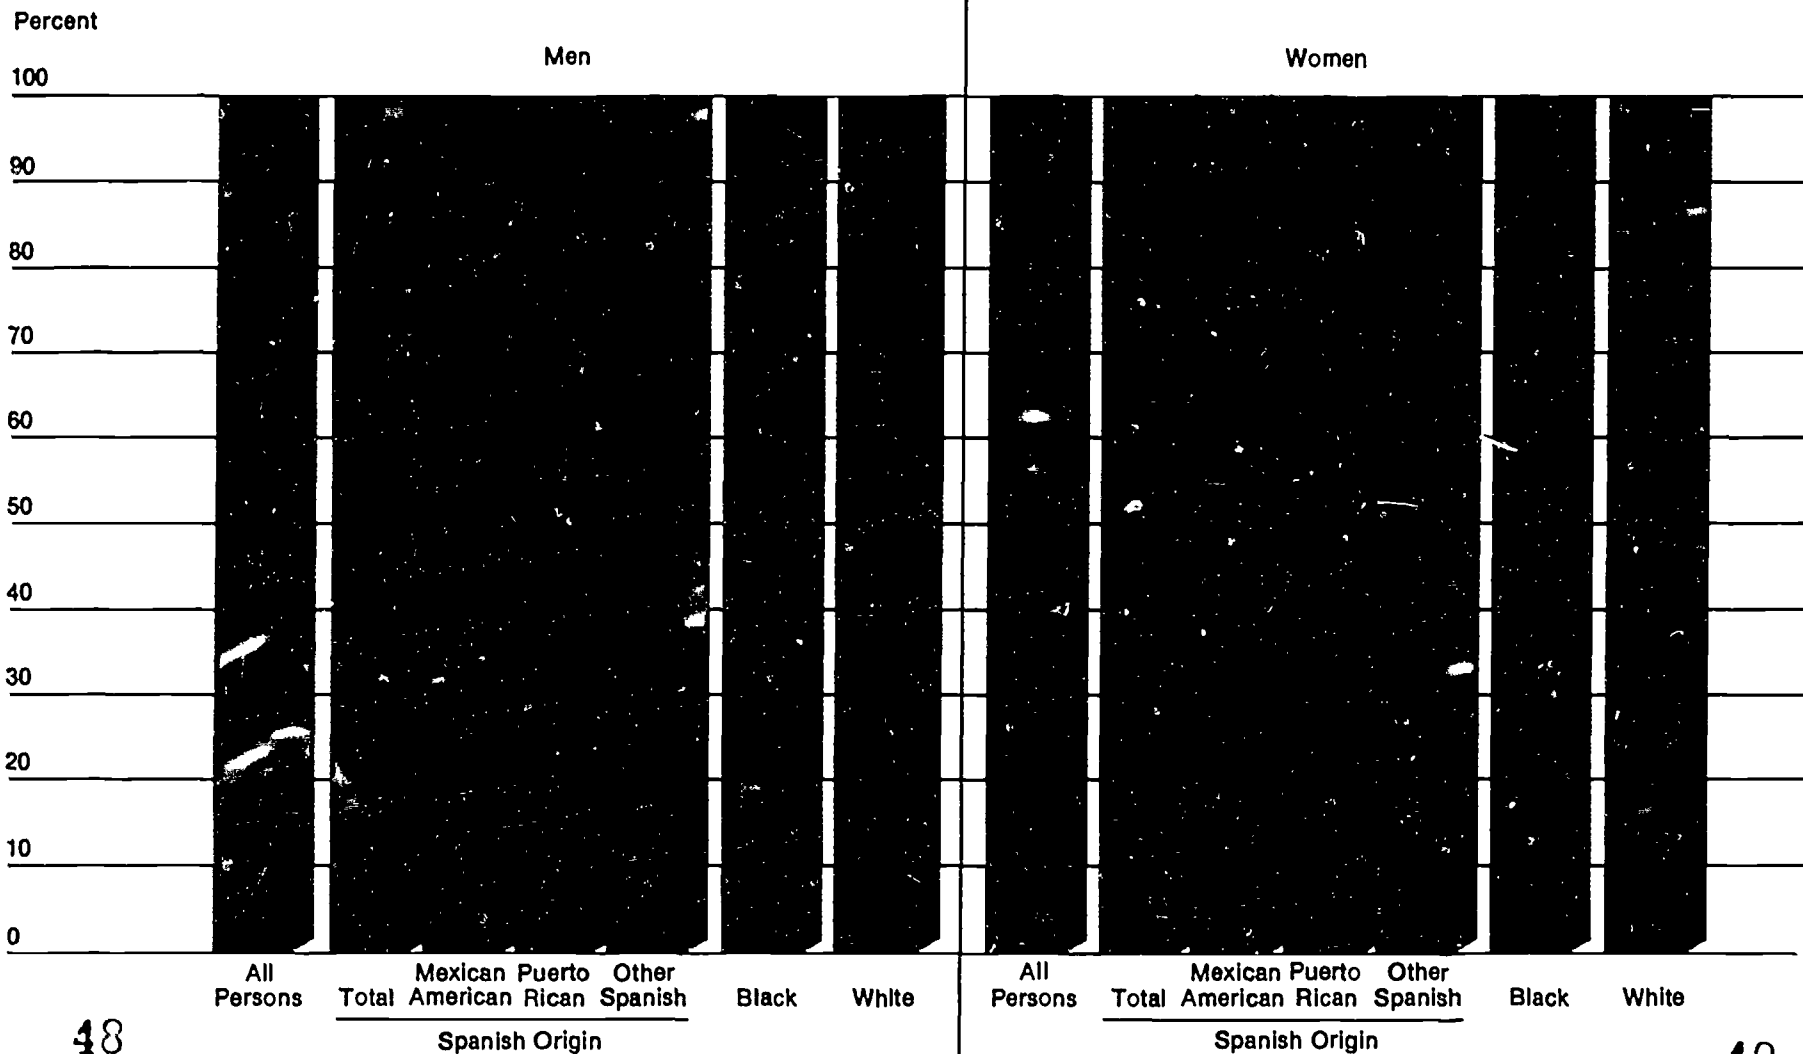 Percent
Men
Women
100
90
80
70
60
50
40
30
20
10
0
All Persons
Total
Mexican American
Puerto Rican
Other Spanish
Black
White
Spanish Origin
All Persons
Total
Mexican American
Puerto Rican
Other Spanish
Black
White
Spanish Origin
48